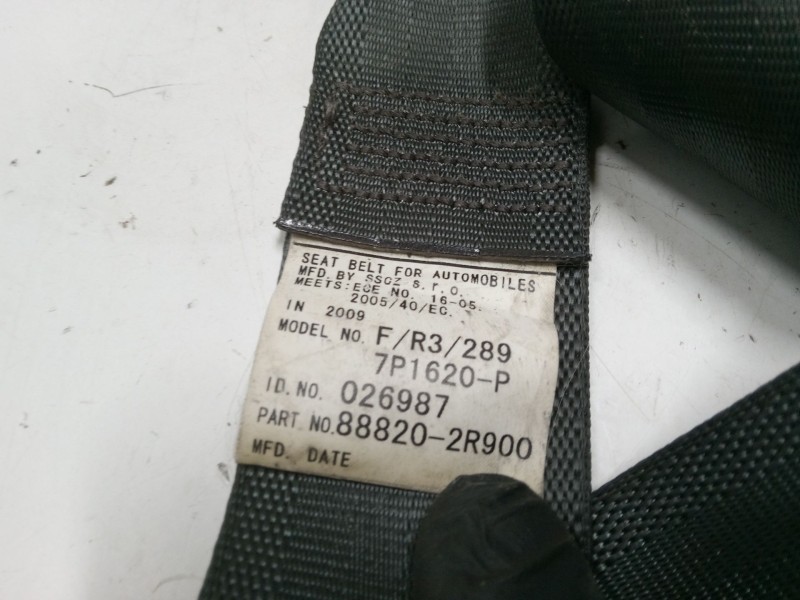 SEAT BELT FOR AUTOMOBILES
MFD. BY SSCZ s.r.o.
MEETS:ECE NO. 16-05.
2005/40/EC.
IN 2009
MODEL NO. F/R3/289
7P1620-P
ID.NO. 026987
PART NO.88820-2R900
MFD. DATE